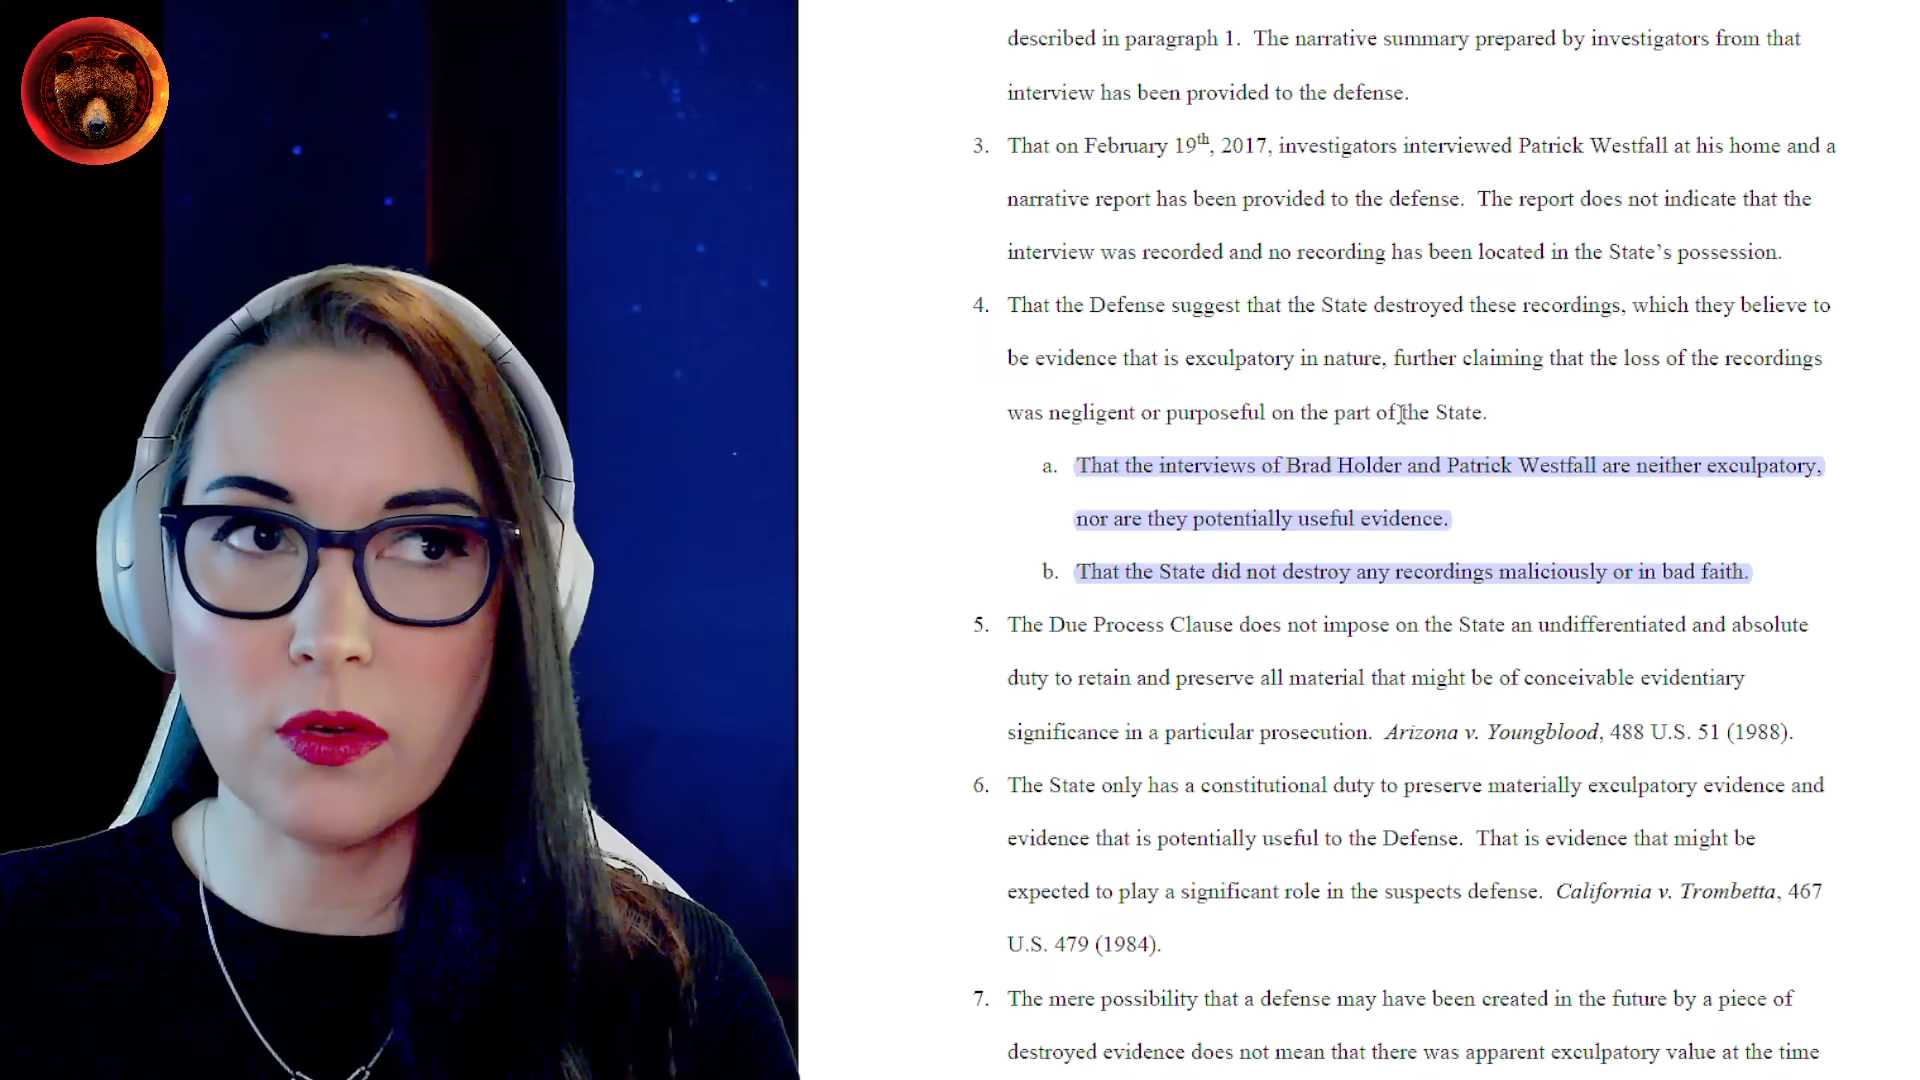 described in paragraph 1. The narrative summary prepared by investigators from that
interview has been provided to the defense.
3. That on February 19th, 2017, investigators interviewed Patrick Westfall at his home and a
narrative report has been provided to the defense. The report does not indicate that the
interview was recorded and no recording has been located in the State’s possession.
4. That the Defense suggest that the State destroyed these recordings, which they believe to
be evidence that is exculpatory in nature, further claiming that the loss of the recordings
was negligent or purposeful on the part of the State.
a. That the interviews of Brad Holder and Patrick Westfall are neither exculpatory,
nor are they potentially useful evidence.
b. That the State did not destroy any recordings maliciously or in bad faith.
5. The Due Process Clause does not impose on the State an undifferentiated and absolute
duty to retain and preserve all material that might be of conceivable evidentiary
significance in a particular prosecution. Arizona v. Youngblood, 488 U.S. 51 (1988).
6. The State only has a constitutional duty to preserve materially exculpatory evidence and
evidence that is potentially useful to the Defense. That is evidence that might be
expected to play a significant role in the suspects defense. California v. Trombetta, 467
U.S. 479 (1984).
7. The mere possibility that a defense may have been created in the future by a piece of
destroyed evidence does not mean that there was apparent exculpatory value at the time